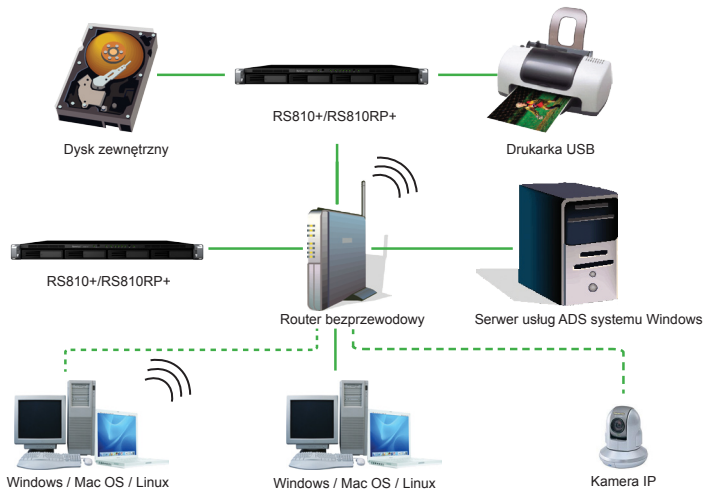 RS810+/RS810RP+
Dysk zewnętrzny
Drukarka USB
RS810+/RS810RP+
Router bezprzewodowy
Serwer usług ADS systemu Windows
Windows / Mac OS / Linux
Windows / Mac OS / Linux
Kamera IP